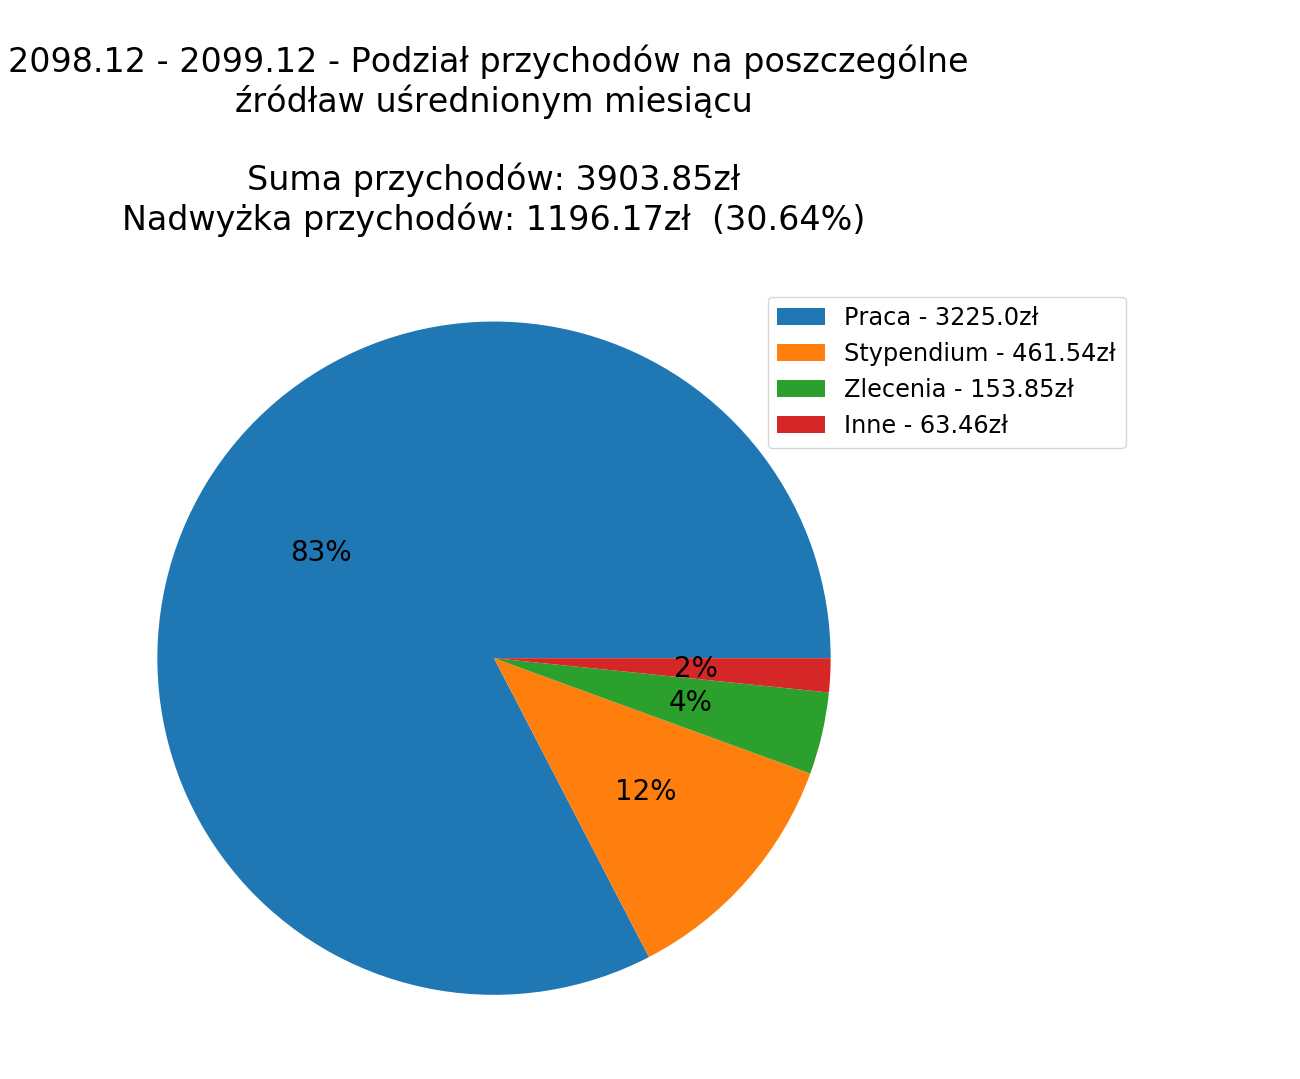 2098.12 - 2099.12 - Podział przychodów na poszczególne
źródław uśrednionym miesiącu
Suma przychodów: 3903.85zł
Nadwyżka przychodów: 1196.17zł  (30.64%)
Praca - 3225.0zł
Stypendium - 461.54zł
Zlecenia - 153.85zł
Inne - 63.46zł
83%
2%
4%
12%